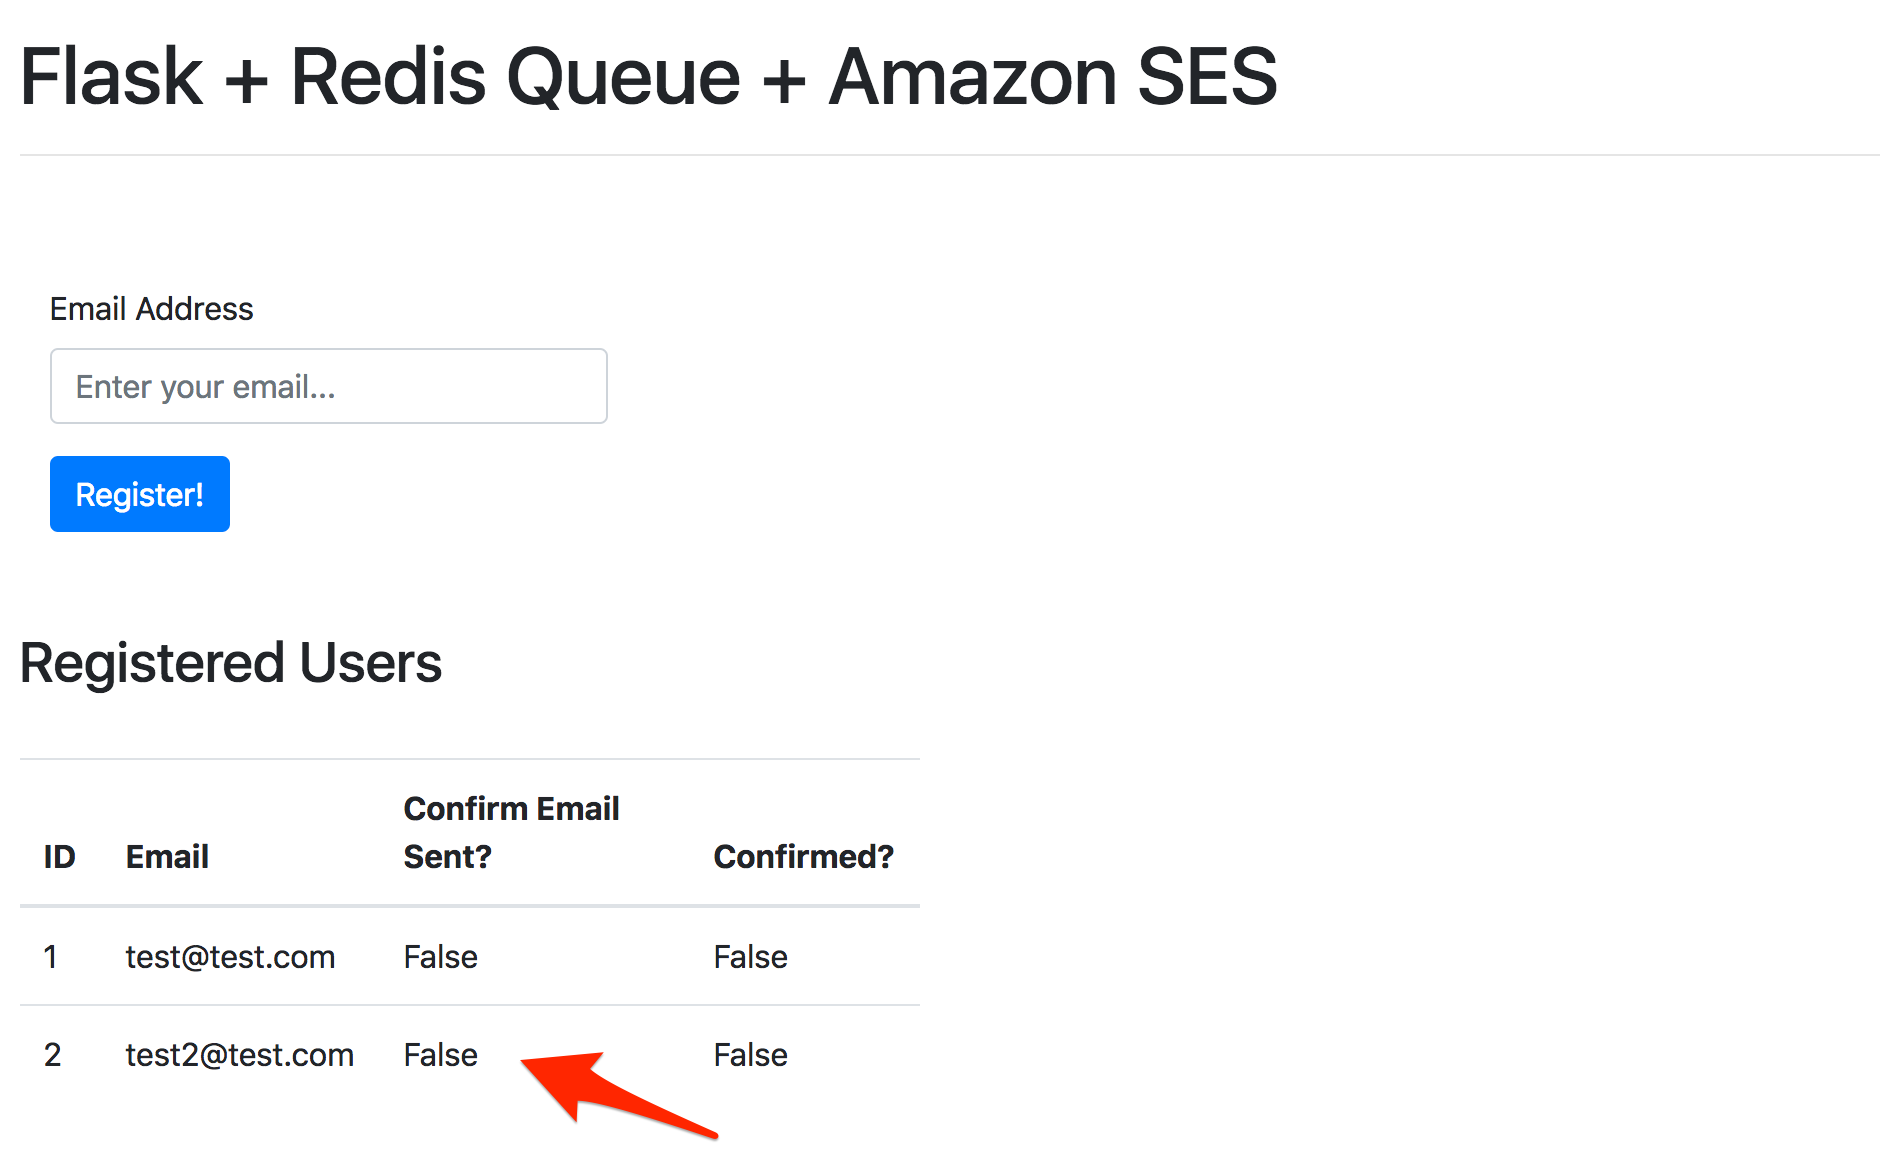 Flask + Redis Queue + Amazon SES
Email Address
Enter your email...
Register!
Registered Users
ID Email Confirm Email Sent? Confirmed?
1 test@test.com False False
2 test2@test.com False False